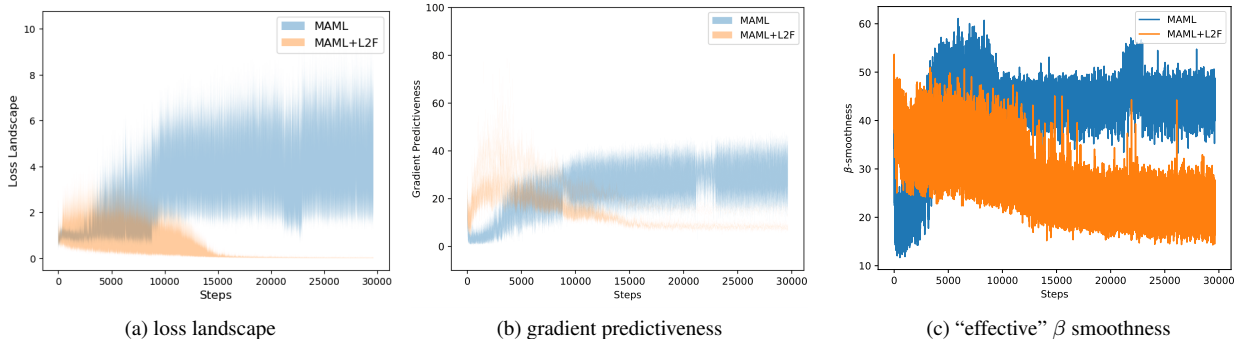 10
8
6
4
2
0
Loss Landscape
MAML
MAML+L2F
0 5000 10000 15000 20000 25000 30000
Steps
(a) loss landscape
100
80
60
40
20
0
Gradient Predictiveness
MAML
MAML+L2F
0 5000 10000 15000 20000 25000 30000
Steps
(b) gradient predictiveness
60
50
40
30
20
10
β-smoothness
MAML
MAML+L2F
0 5000 10000 15000 20000 25000 30000
Steps
(c) “effective” β smoothness